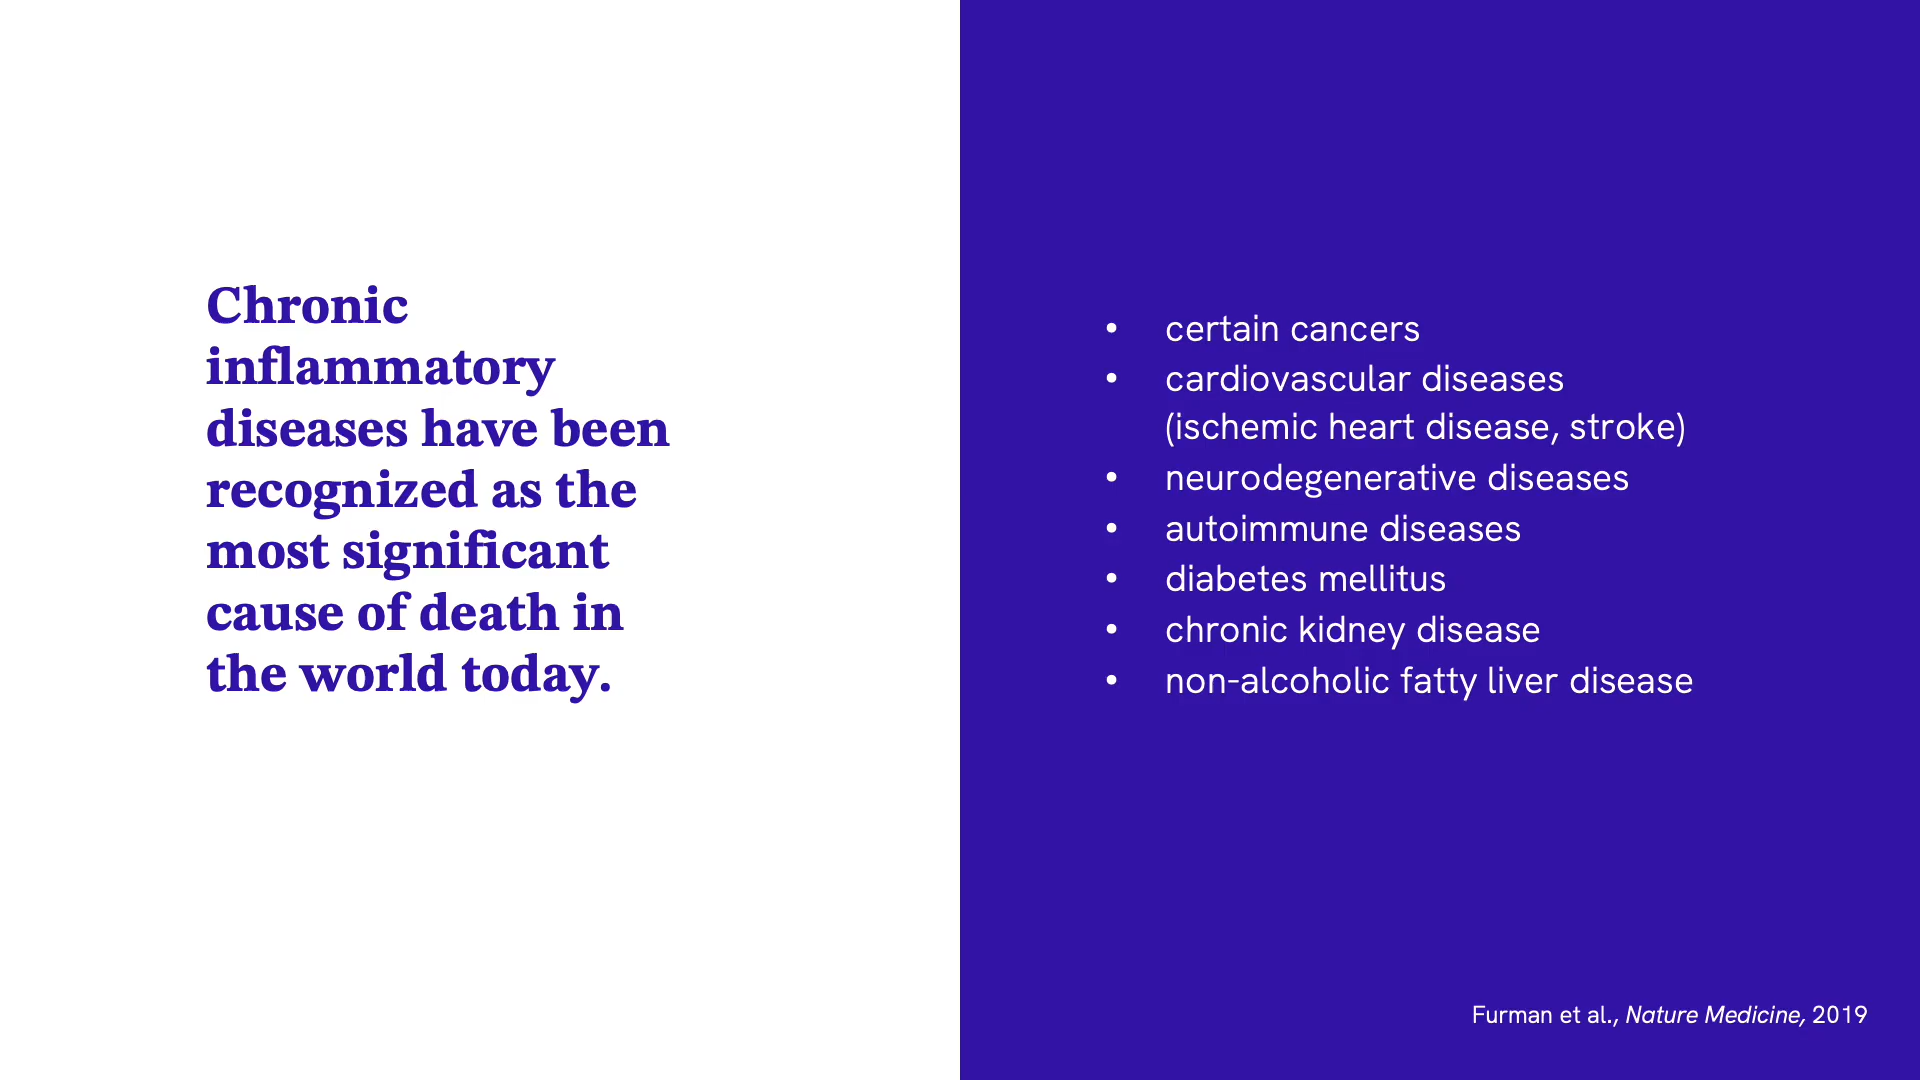 Chronic
inflammatory
diseases have been
recognized as the
most significant
cause of death in
the world today.
• certain cancers
• cardiovascular diseases
(ischemic heart disease, stroke)
• neurodegenerative diseases
• autoimmune diseases
• diabetes mellitus
• chronic kidney disease
• non-alcoholic fatty liver disease
Furman et al., Nature Medicine, 2019